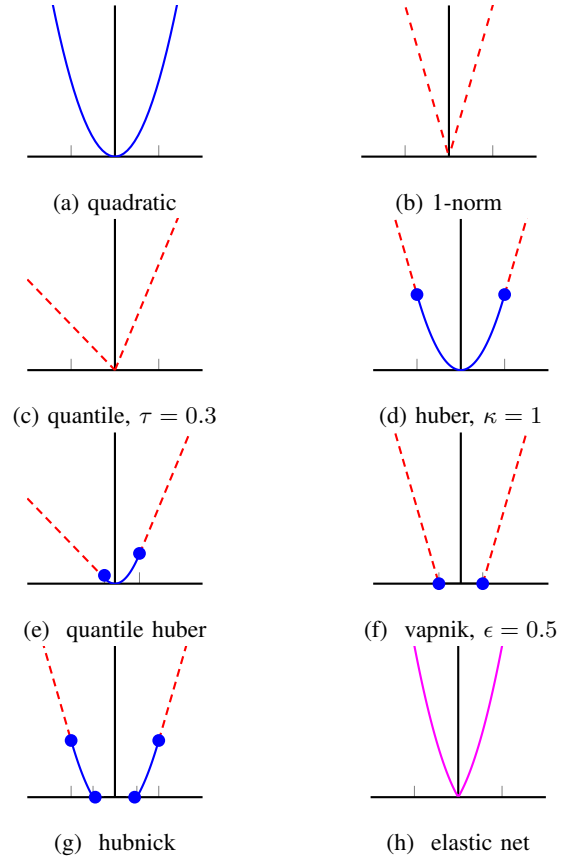 (a) quadratic
(b) 1-norm
(c) quantile, τ = 0.3
(d) huber, κ = 1
(e) quantile huber
(f) vapnik, ϵ = 0.5
(g) hubnick
(h) elastic net